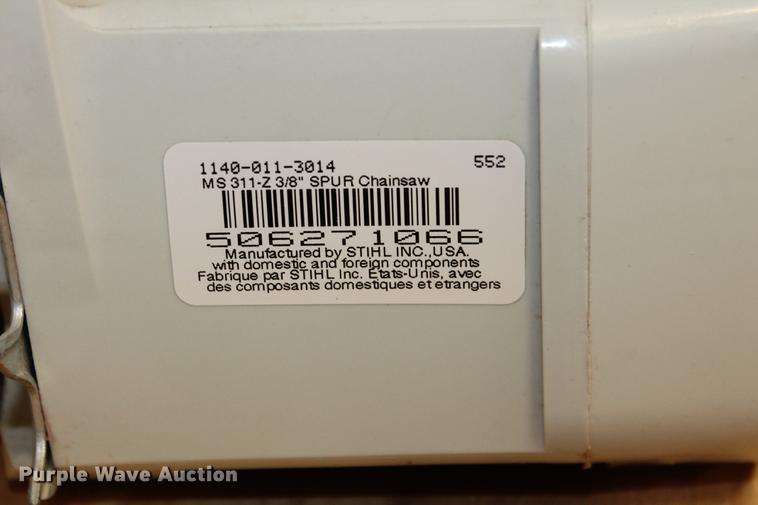 1140-011-3014 552
MS 311-Z 3/8" SPUR Chainsaw
506271066
Manufactured by STIHL INC.,USA.
with domestic and foreign components
Fabrique par STIHL Inc. Etats-Unis, avec
des composants domestiques et etrangers
Purple Wave Auction